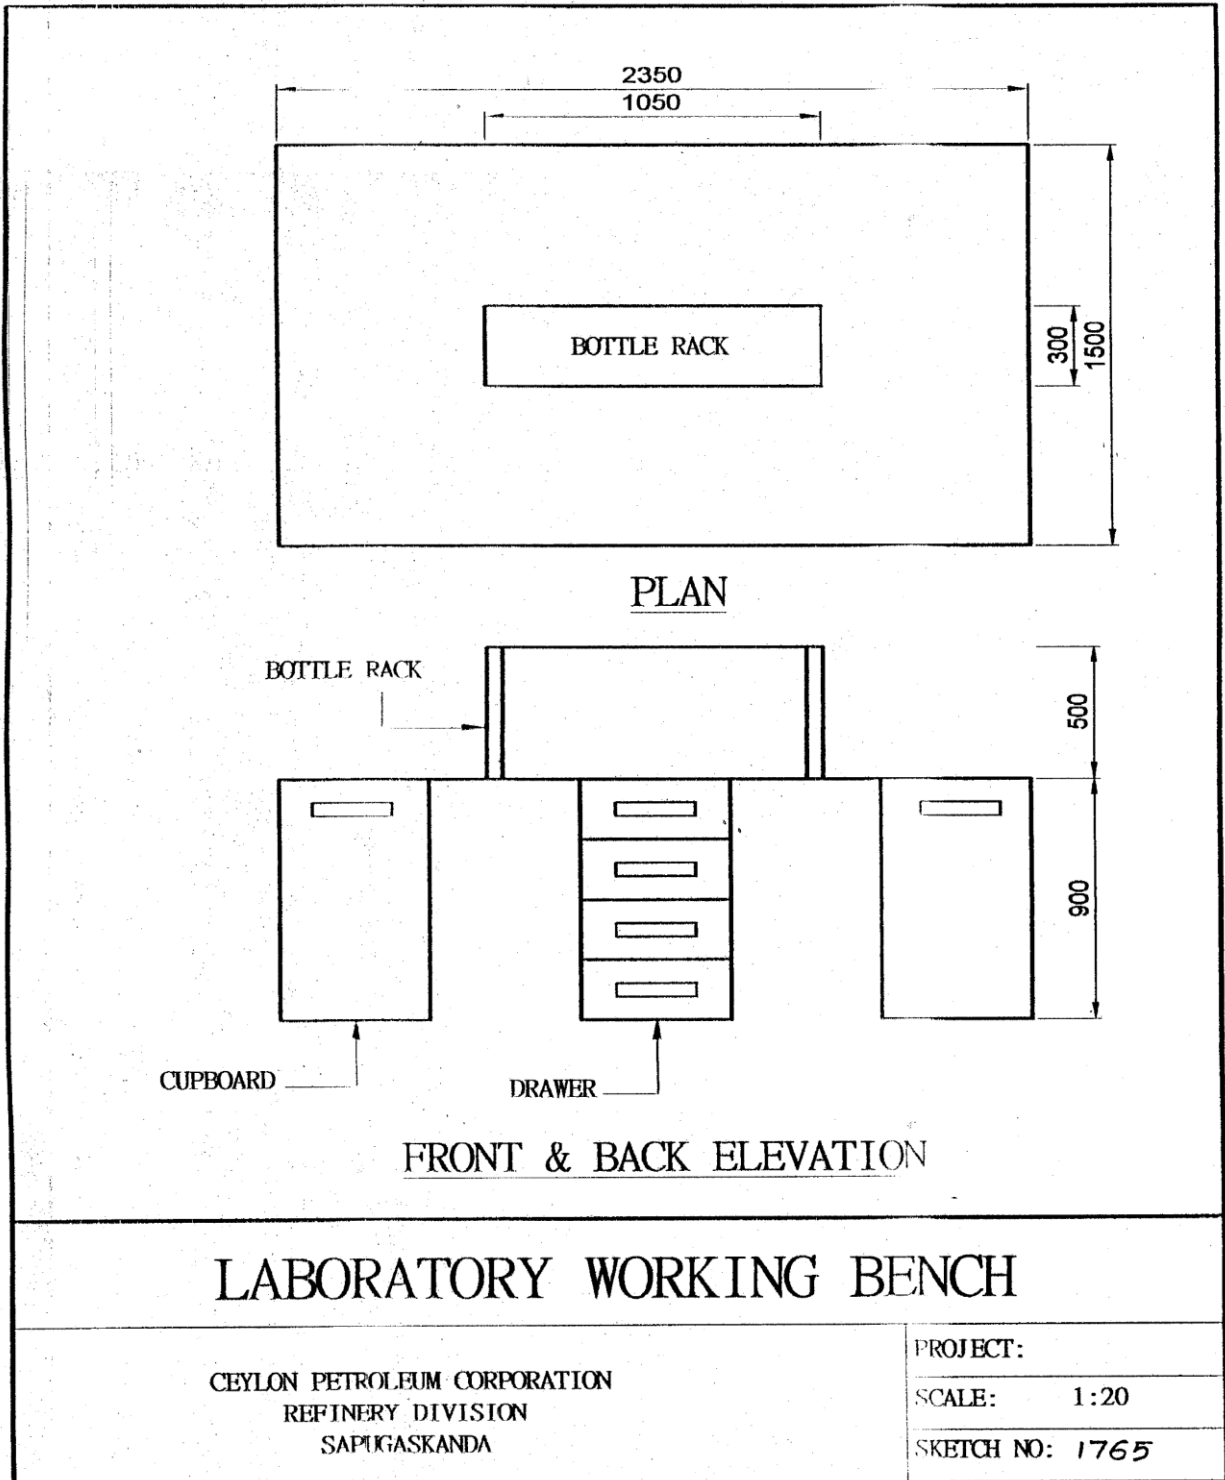 2350
1050
BOTTLE RACK
300
1500
PLAN
BOTTLE RACK
500
900
CUPBOARD
DRAWER
FRONT & BACK ELEVATION
LABORATORY WORKING BENCH
CEYLON PETROLEUM CORPORATION
REFINERY DIVISION
SAPUGASKANDA
PROJECT:
SCALE: 1:20
SKETCH NO: 1765